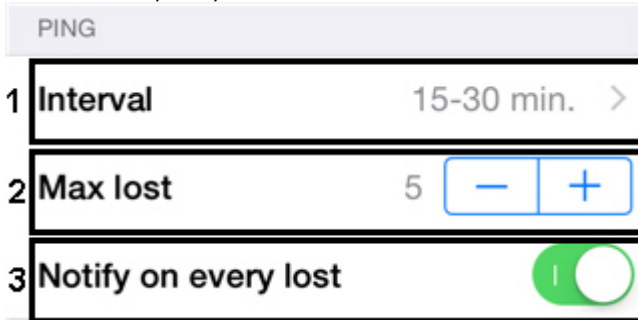 PING
1 Interval 15-30 min. >
2 Max lost 5 − +
3 Notify on every lost